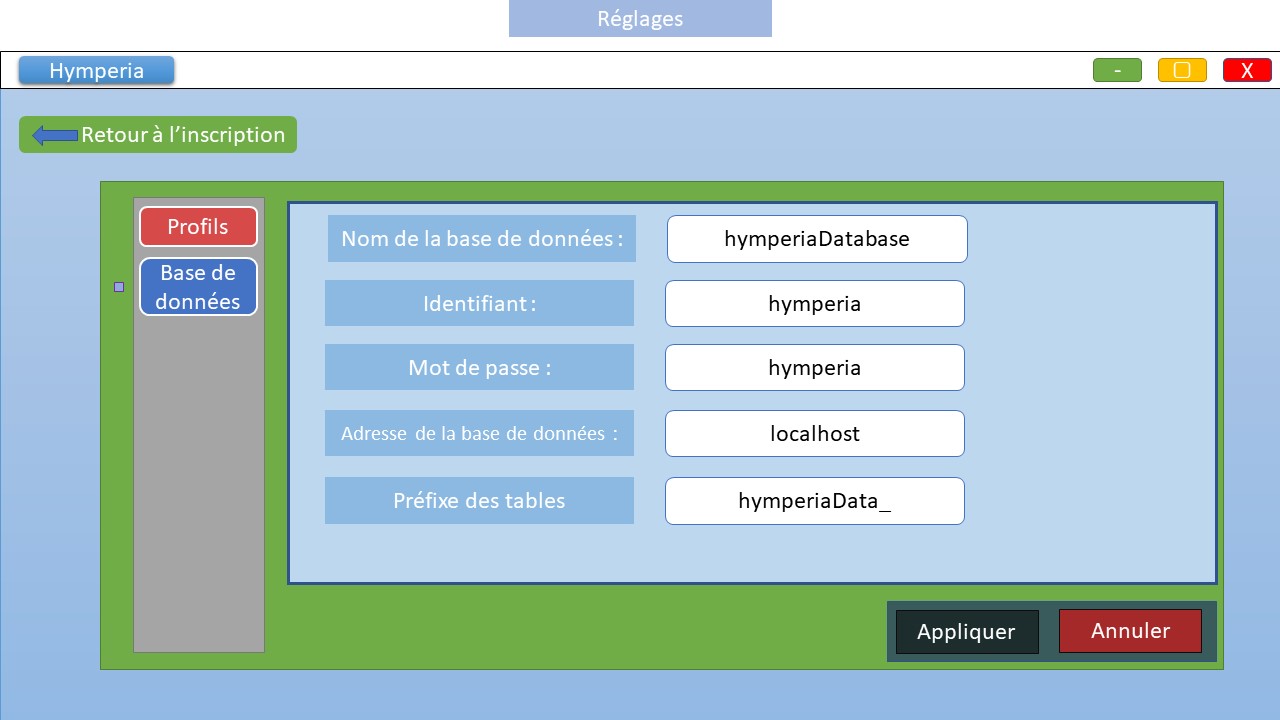 Réglages
Hymperia
-
X
Retour à l’inscription
Profils
Base de
données
Nom de la base de données :
hymperiaDatabase
Identifiant :
hymperia
Mot de passe :
hymperia
Adresse de la base de données :
localhost
Préfixe des tables
hymperiaData_
Appliquer
Annuler